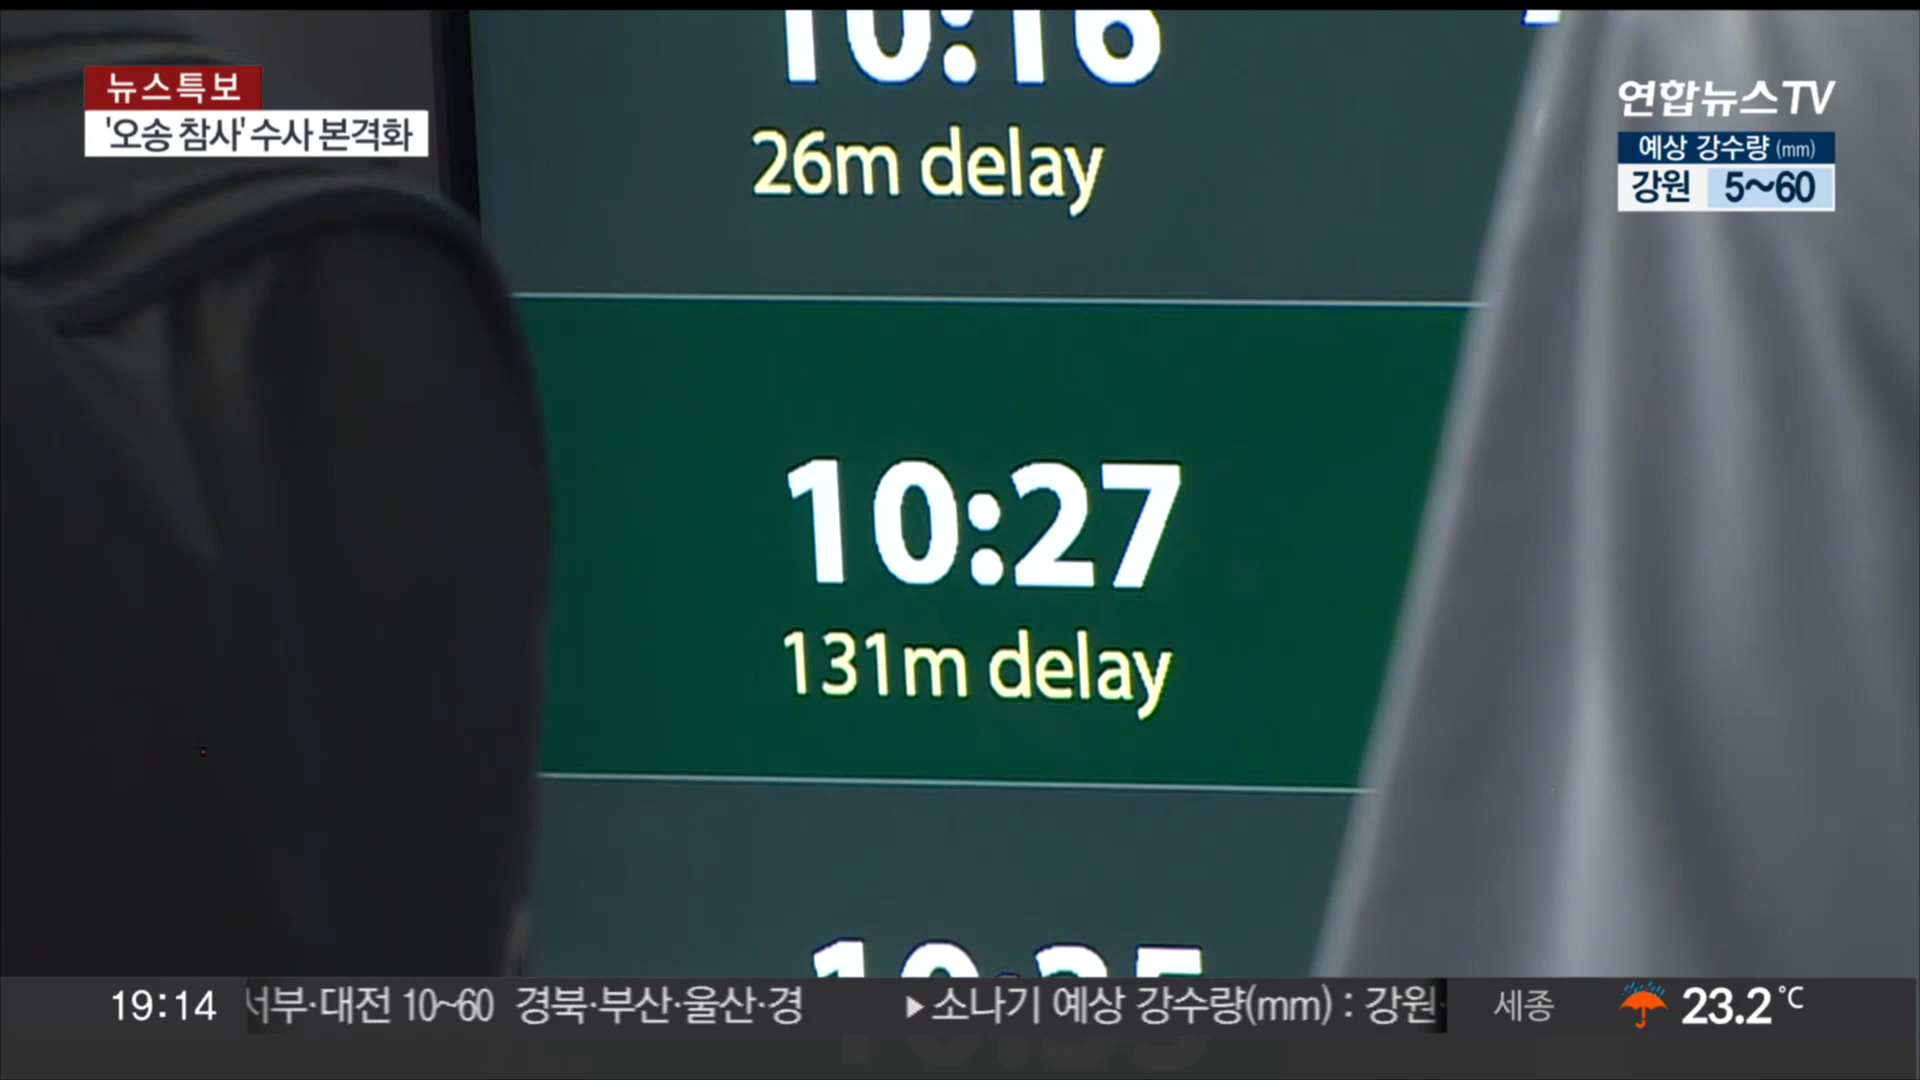 뉴스특보
'오송 참사' 수사 본격화
연합뉴스TV
예상 강수량 (mm)
강원 5~60
10:16
26m delay
10:27
131m delay
10:35
19:14 서부·대전 10~60 경북·부산·울산·경 ▶소나기 예상 강수량(mm) : 강원· 세종 23.2℃